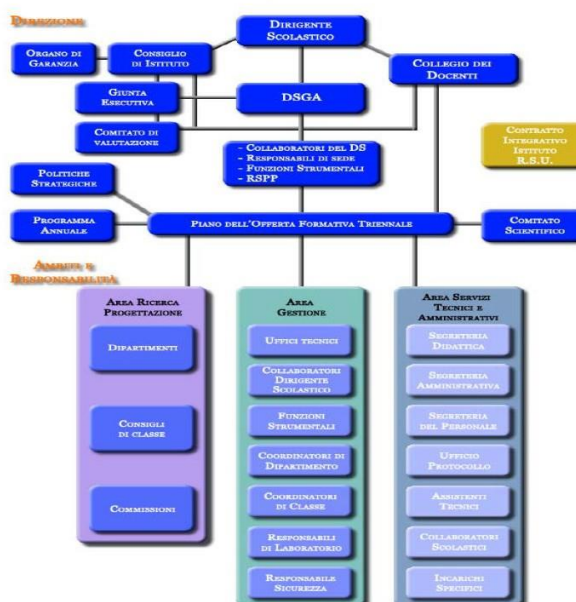 DIREZIONE
DIRIGENTE
SCOLASTICO
ORGANO DI
GARANZIA
CONSIGLIO
DI ISTITUTO
COLLEGIO DEI
DOCENTI
GIUNTA
ESECUTIVA
DSGA
COMITATO DI
VALUTAZIONE
- COLLABORATORI DEL DS
- RESPONSABILI DI SEDE
- FUNZIONI STRUMENTALI
- RSPP
CONTRATTO
INTEGRATIVO
ISTITUTO
R.S.U.
POLITICHE
STRATEGICHE
PROGRAMMA
ANNUALE
PIANO DELL'OFFERTA FORMATIVA TRIENNALE
COMITATO
SCIENTIFICO
AMBITI E
RESPONSABILITÀ
AREA RICERCA
PROGETTAZIONE
DIPARTIMENTI
CONSIGLI
DI CLASSE
COMMISSIONI
AREA
GESTIONE
UFFICI TECNICI
COLLABORATORI
DIRIGENTE
SCOLASTICO
FUNZIONI
STRUMENTALI
COORDINATORI DI
DIPARTIMENTO
COORDINATORI
DI CLASSE
RESPONSABILI
DI LABORATORIO
RESPONSABILE
SICUREZZA
AREA SERVIZI
TECNICI E
AMMINISTRATIVI
SEGRETERIA
DIDATTICA
SEGRETERIA
AMMINISTRATIVA
SEGRETERIA
DEL PERSONALE
UFFICIO
PROTOCOLLO
ASSISTENTI
TECNICI
COLLABORATORI
SCOLASTICI
INCARICHI
SPECIFICI